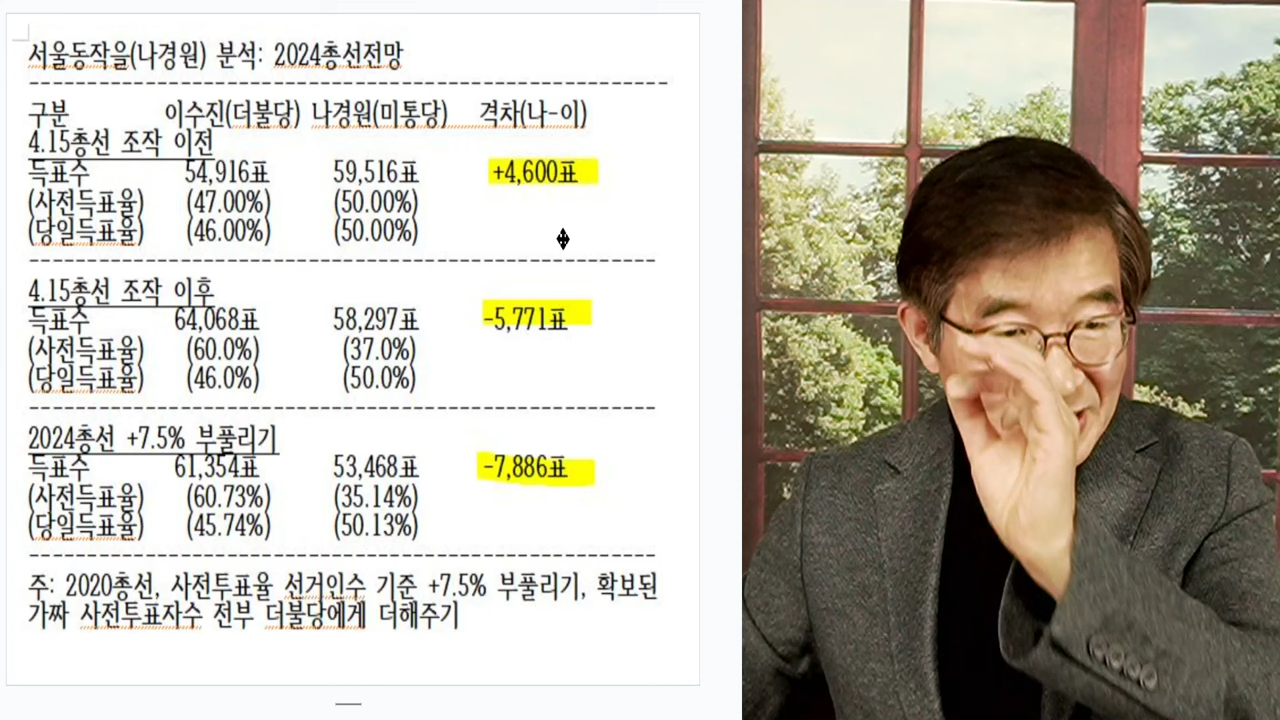 서울동작을(나경원) 분석: 2024총선전망
구분 이수진(더불당) 나경원(미통당) 격차(나-이)
4.15총선 조작 이전
득표수 54,916표 59,516표 +4,600표
(사전득표율) (47.00%) (50.00%)
(당일득표율) (46.00%) (50.00%)
4.15총선 조작 이후
득표수 64,068표 58,297표 -5,771표
(사전득표율) (60.0%) (37.0%)
(당일득표율) (46.0%) (50.0%)
2024총선 +7.5% 부풀리기
득표수 61,354표 53,468표 -7,886표
(사전득표율) (60.73%) (35.14%)
(당일득표율) (45.74%) (50.13%)
주: 2020총선, 사전투표율 선거인수 기준 +7.5% 부풀리기, 확보된
가짜 사전투표자수 전부 더불당에게 더해주기